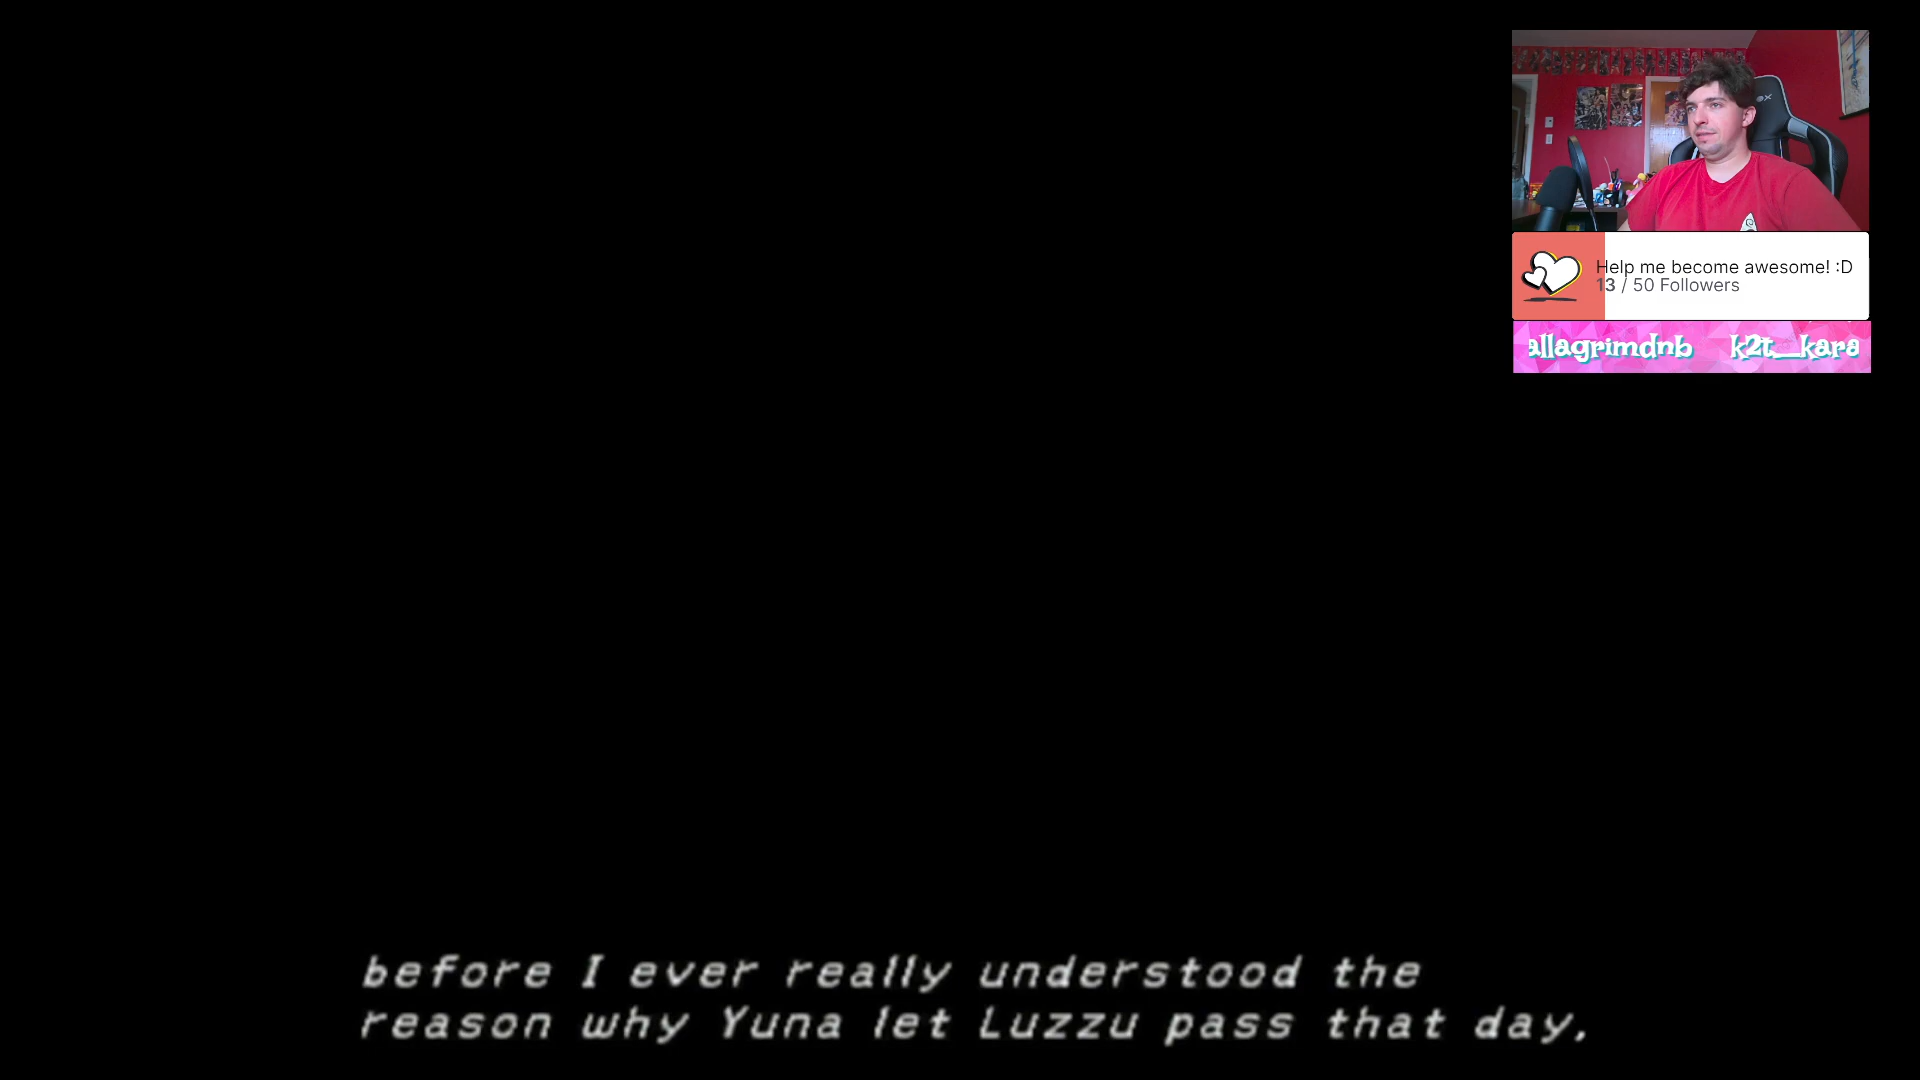 Help me become awesome! :D
13 / 50 Followers
allagrimdnb k2t__kara
before I ever really understood the
reason why Yuna let Luzzu pass that day,